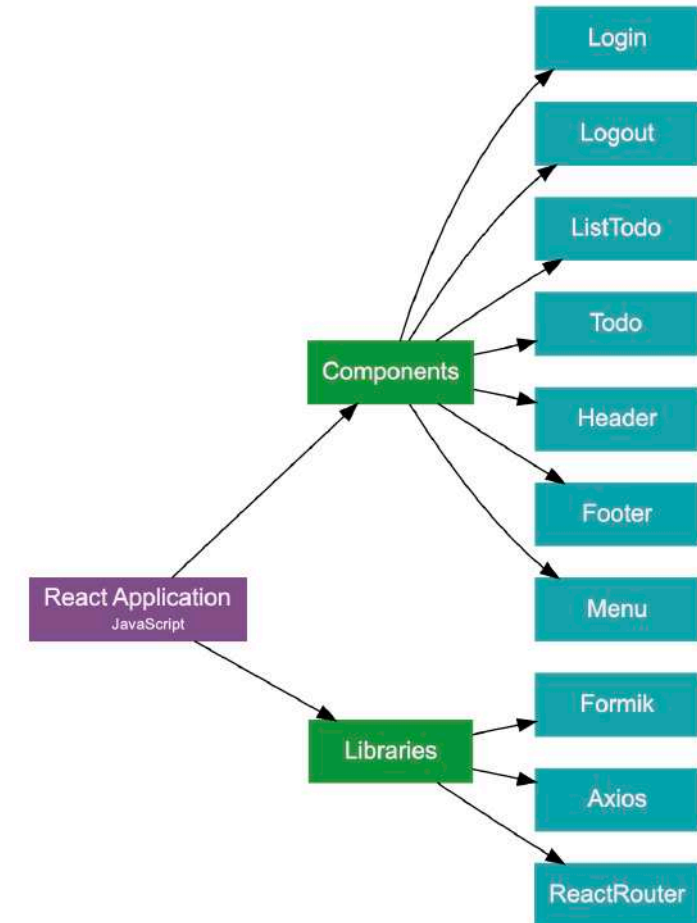 Login
Logout
ListTodo
Todo
Components
Header
Footer
React Application
JavaScript
Menu
Formik
Libraries
Axios
ReactRouter